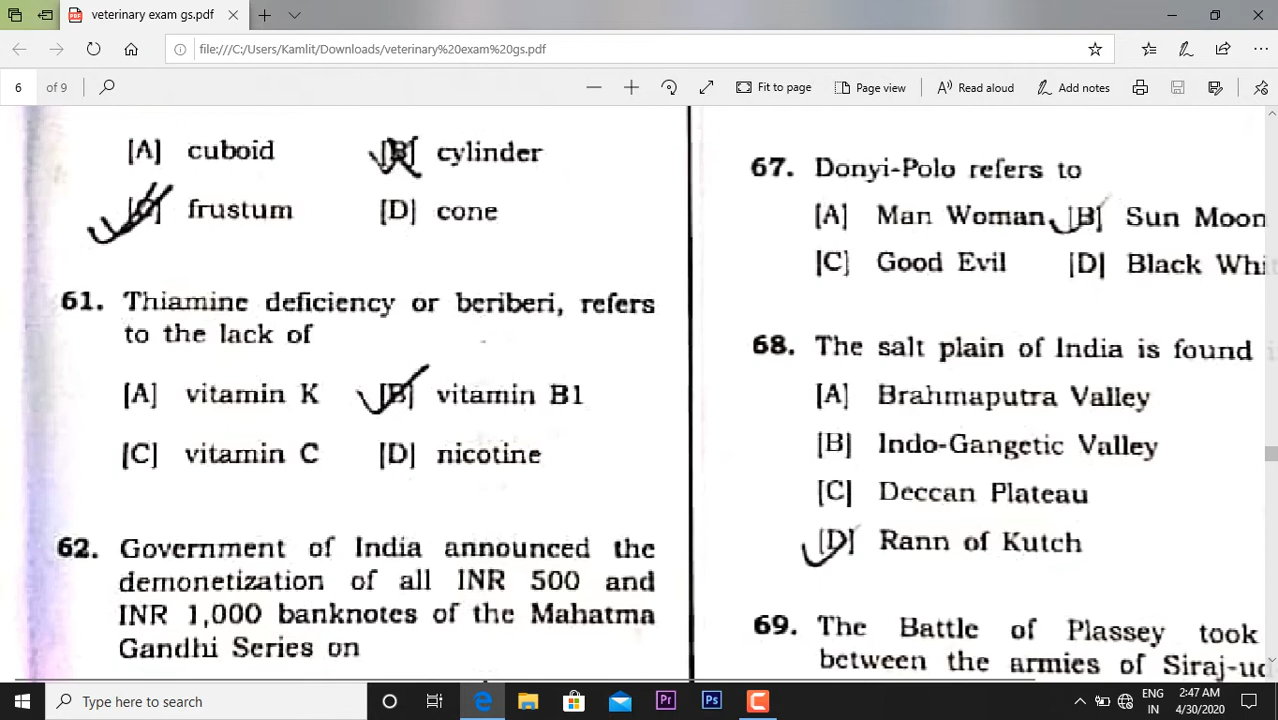 veterinary exam gs.pdf
file:///C:/Users/Kamlit/Downloads/veterinary%20exam%20gs.pdf
6 of 9
Fit to page
Page view
Read aloud
Add notes
[A] cuboid [B] cylinder
[C] frustum [D] cone
61. Thiamine deficiency or beriberi, refers
to the lack of
[A] vitamin K [B] vitamin B1
[C] vitamin C [D] nicotine
62. Government of India announced the
demonetization of all INR 500 and
INR 1,000 banknotes of the Mahatma
Gandhi Series on
67. Donyi-Polo refers to
[A] Man Woman [B] Sun Moon
[C] Good Evil [D] Black Whi
68. The salt plain of India is found
[A] Brahmaputra Valley
[B] Indo-Gangetic Valley
[C] Deccan Plateau
[D] Rann of Kutch
69. The Battle of Plassey took
between the armies of Siraj-ud
Type here to search
Pr
Ps
ENG
IN
2:47 AM
4/30/2020